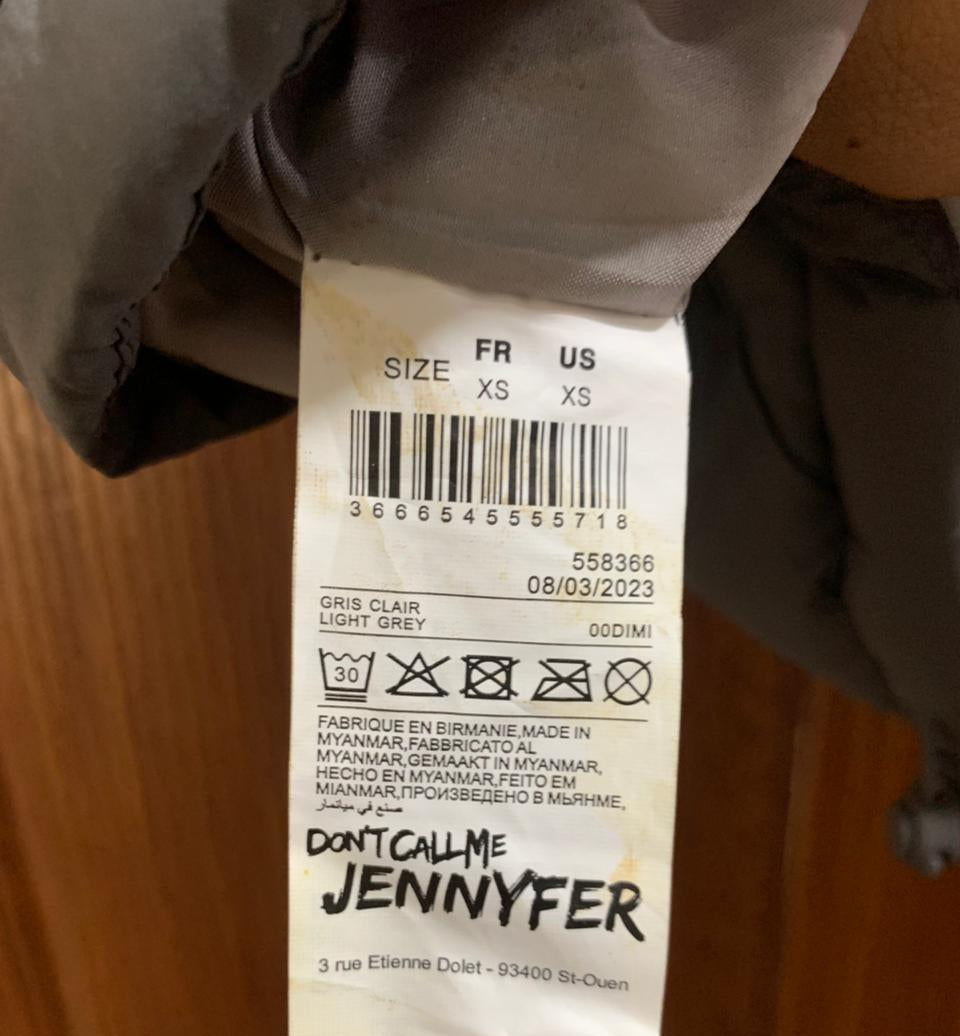 SIZE FR US
XS XS
3666545555718
558366
08/03/2023
GRIS CLAIR
LIGHT GREY 00DIMI
30
FABRIQUE EN BIRMANIE,MADE IN
MYANMAR,FABBRICATO AL
MYANMAR,GEMAAKT IN MYANMAR,
HECHO EN MYANMAR,FEITO EM
MIANMAR,ПРОИЗВЕДЕНО В МЬЯНМЕ,
صنع في ميانمار
DON'T CALL ME
JENNYFER
3 rue Etienne Dolet - 93400 St-Ouen